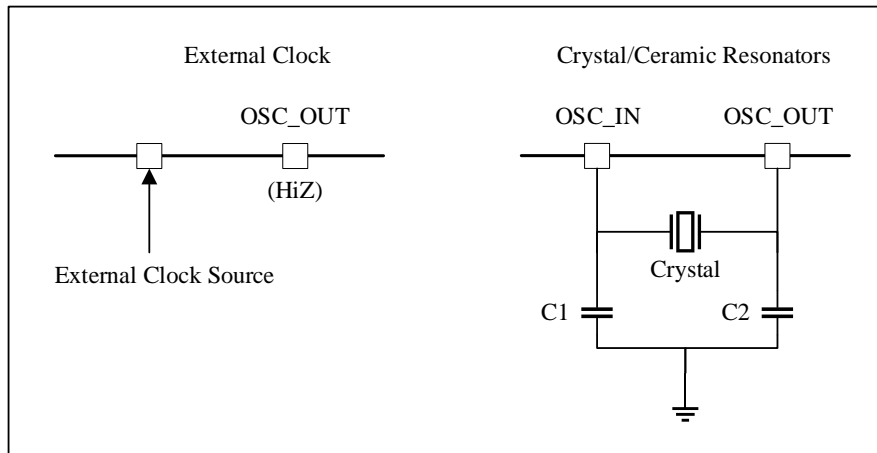 External Clock
OSC_OUT
(HiZ)
External Clock Source
Crystal/Ceramic Resonators
OSC_IN
OSC_OUT
Crystal
C1
C2